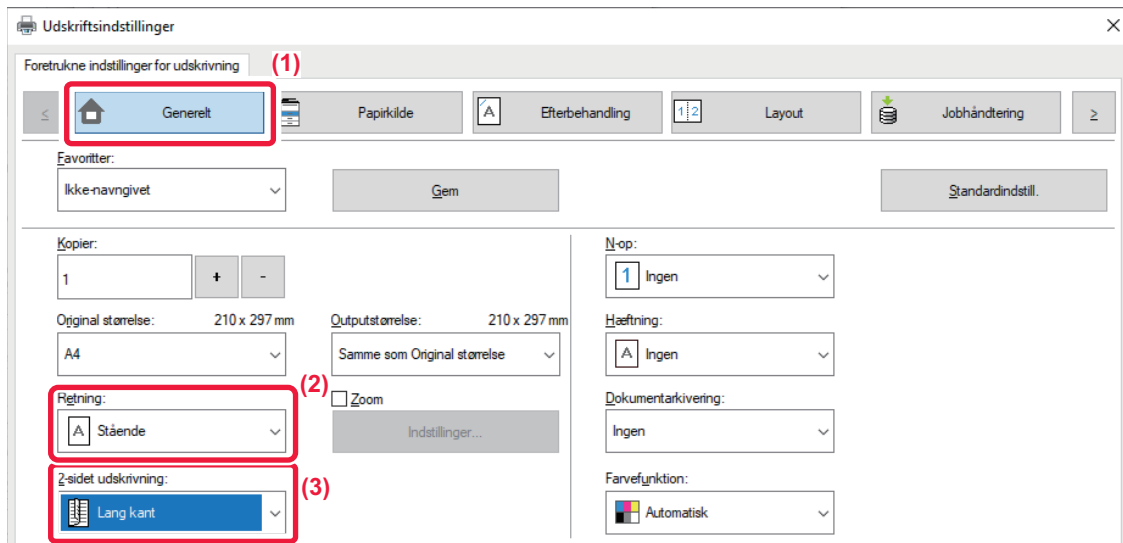 Udskriftsindstillinger
Foretrukne indstillinger for udskrivning
(1)
≤ Generelt Papirkilde Efterbehandling Layout Jobhåndtering ≥
Favoritter:
Ikke-navngivet Gem Standardindstill.
Kopier: N-op:
1 + - 1 Ingen
Original størrelse: 210 x 297 mm Outputstørrelse: 210 x 297 mm Hæftning:
A4 Samme som Original størrelse Ingen
(2)
Retning: Zoom Dokumentarkivering:
Stående Indstillinger... Ingen
2-sidet udskrivning: (3) Farvefunktion:
Lang kant Automatisk